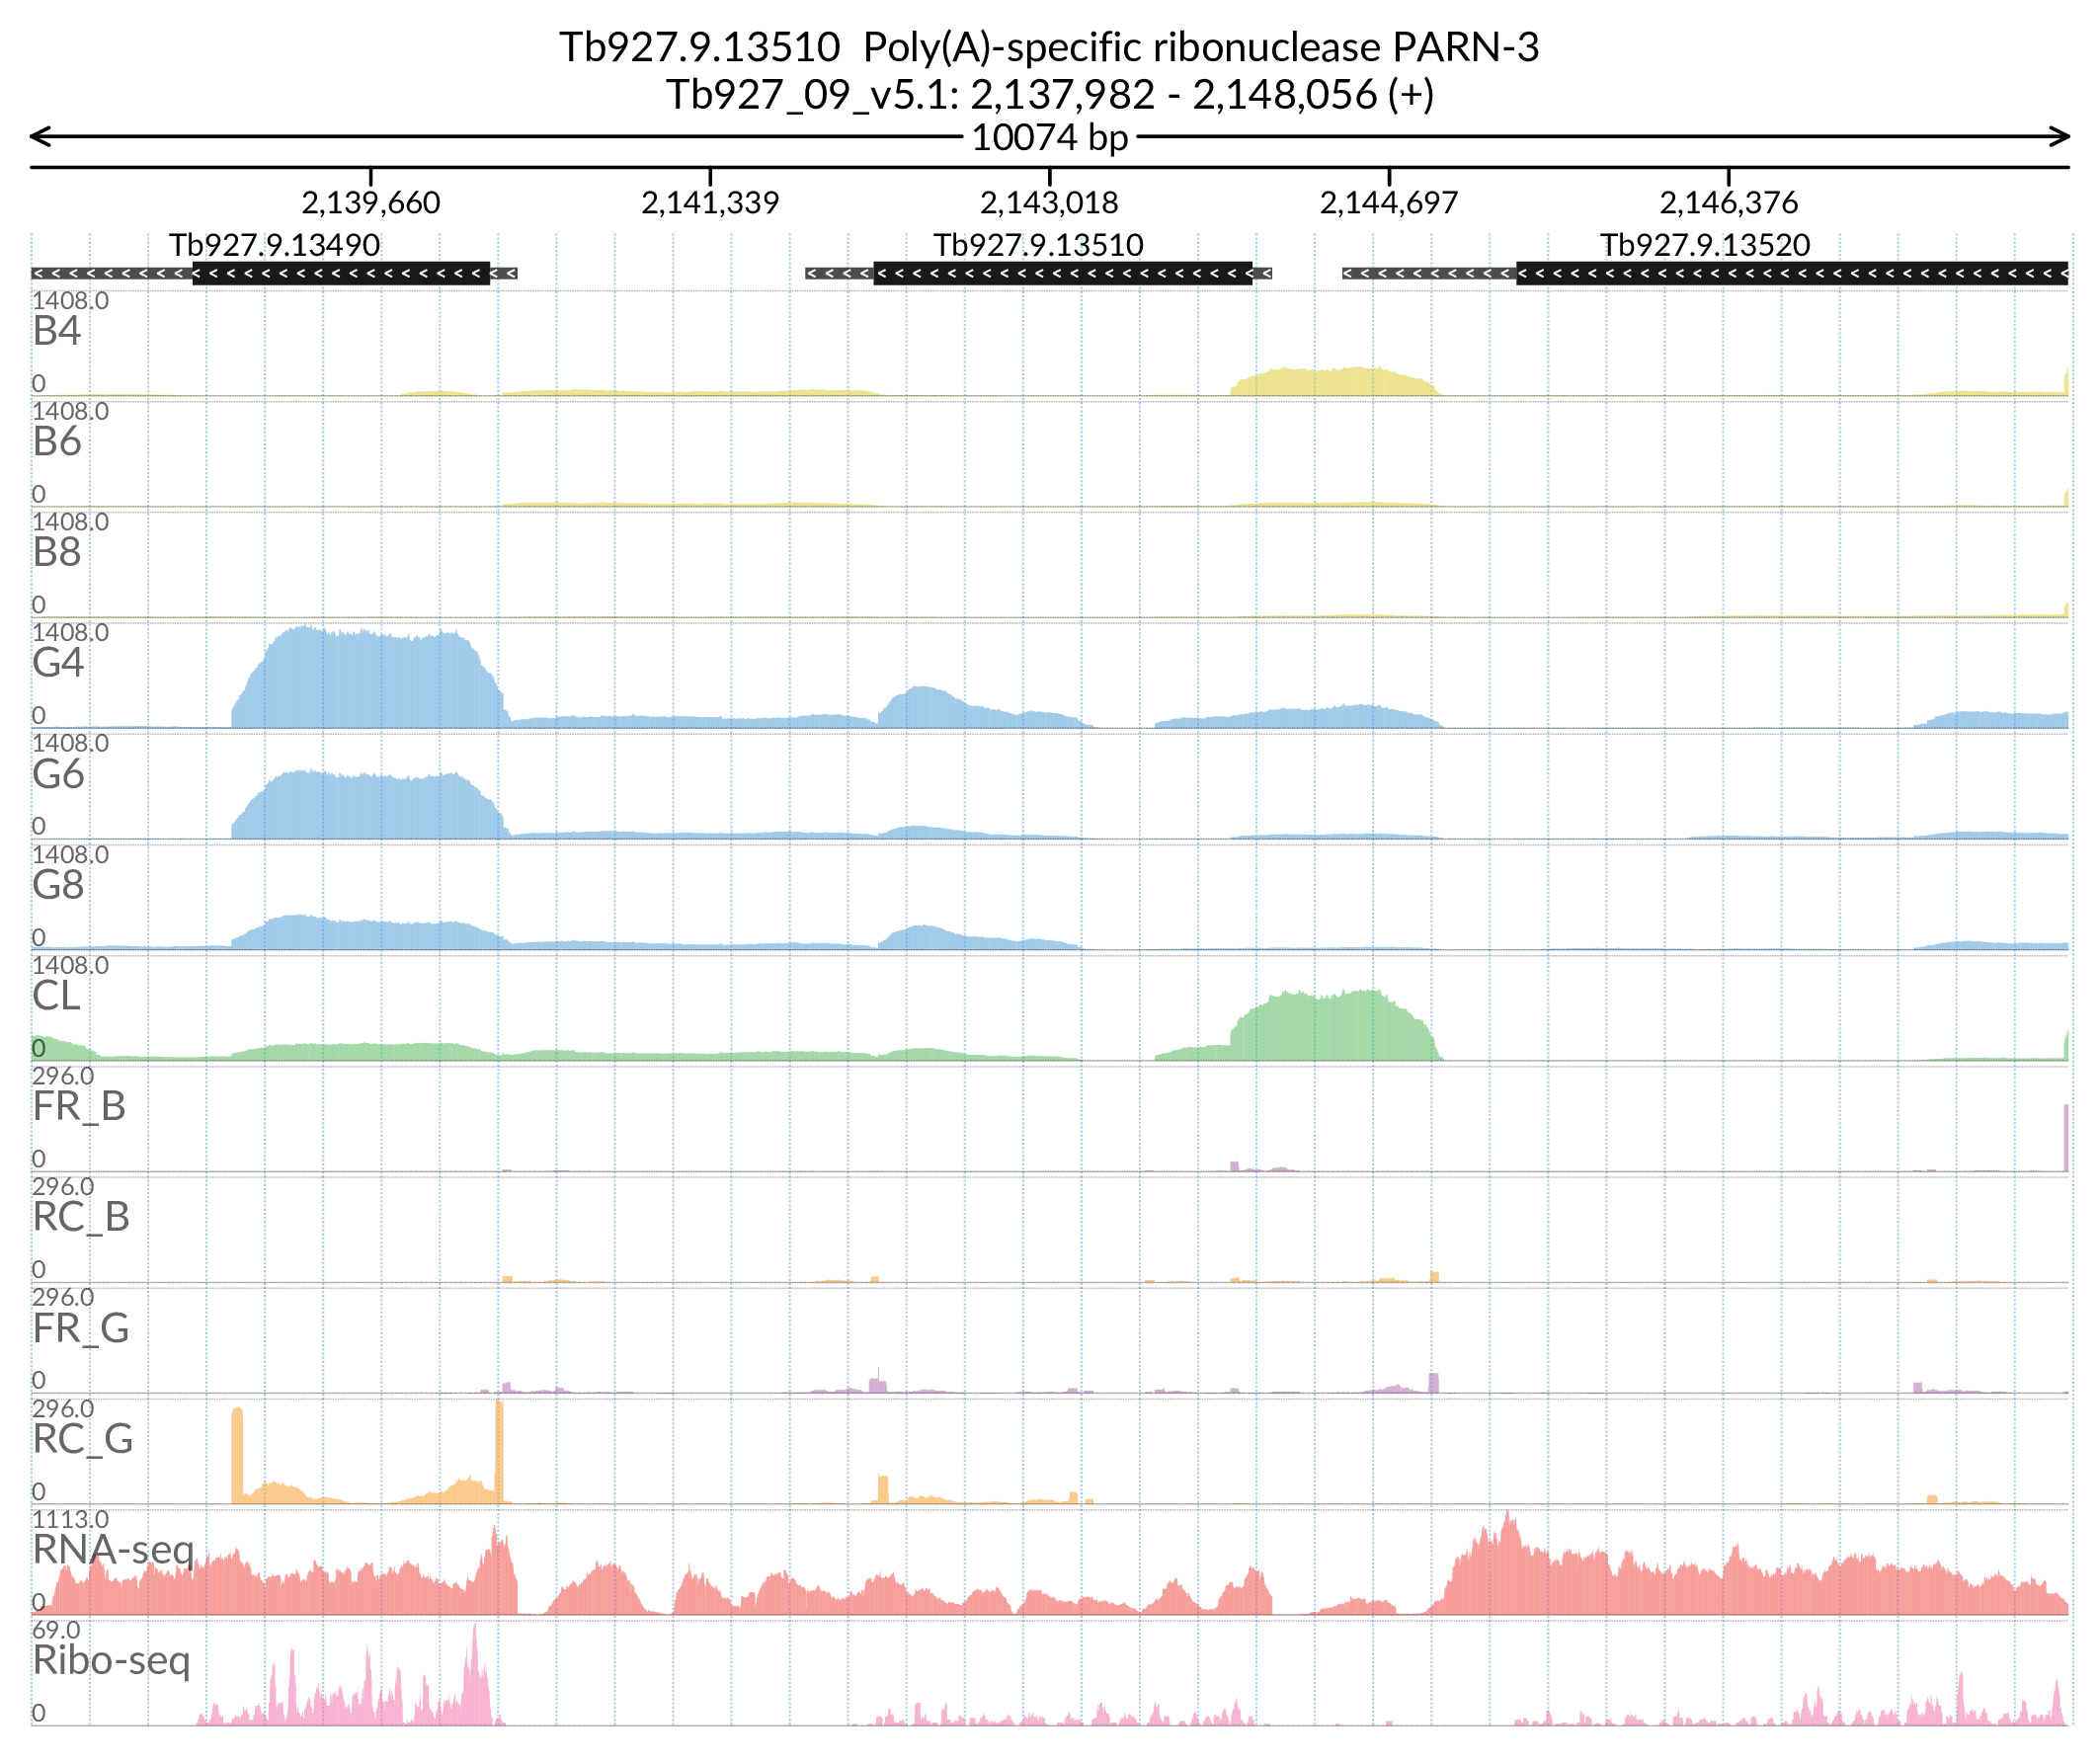 Tb927.9.13510  Poly(A)-specific ribonuclease PARN-3
Tb927_09_v5.1: 2,137,982 - 2,148,056 (+)
10074 bp
2,139,660 2,141,339 2,143,018 2,144,697 2,146,376
Tb927.9.13490 Tb927.9.13510 Tb927.9.13520
1408.0
B4
0
1408.0
B6
0
1408.0
B8
0
1408.0
G4
0
1408.0
G6
0
1408.0
G8
0
1408.0
CL
0
296.0
FR_B
0
296.0
RC_B
0
296.0
FR_G
0
296.0
RC_G
0
1113.0
RNA-seq
0
69.0
Ribo-seq
0